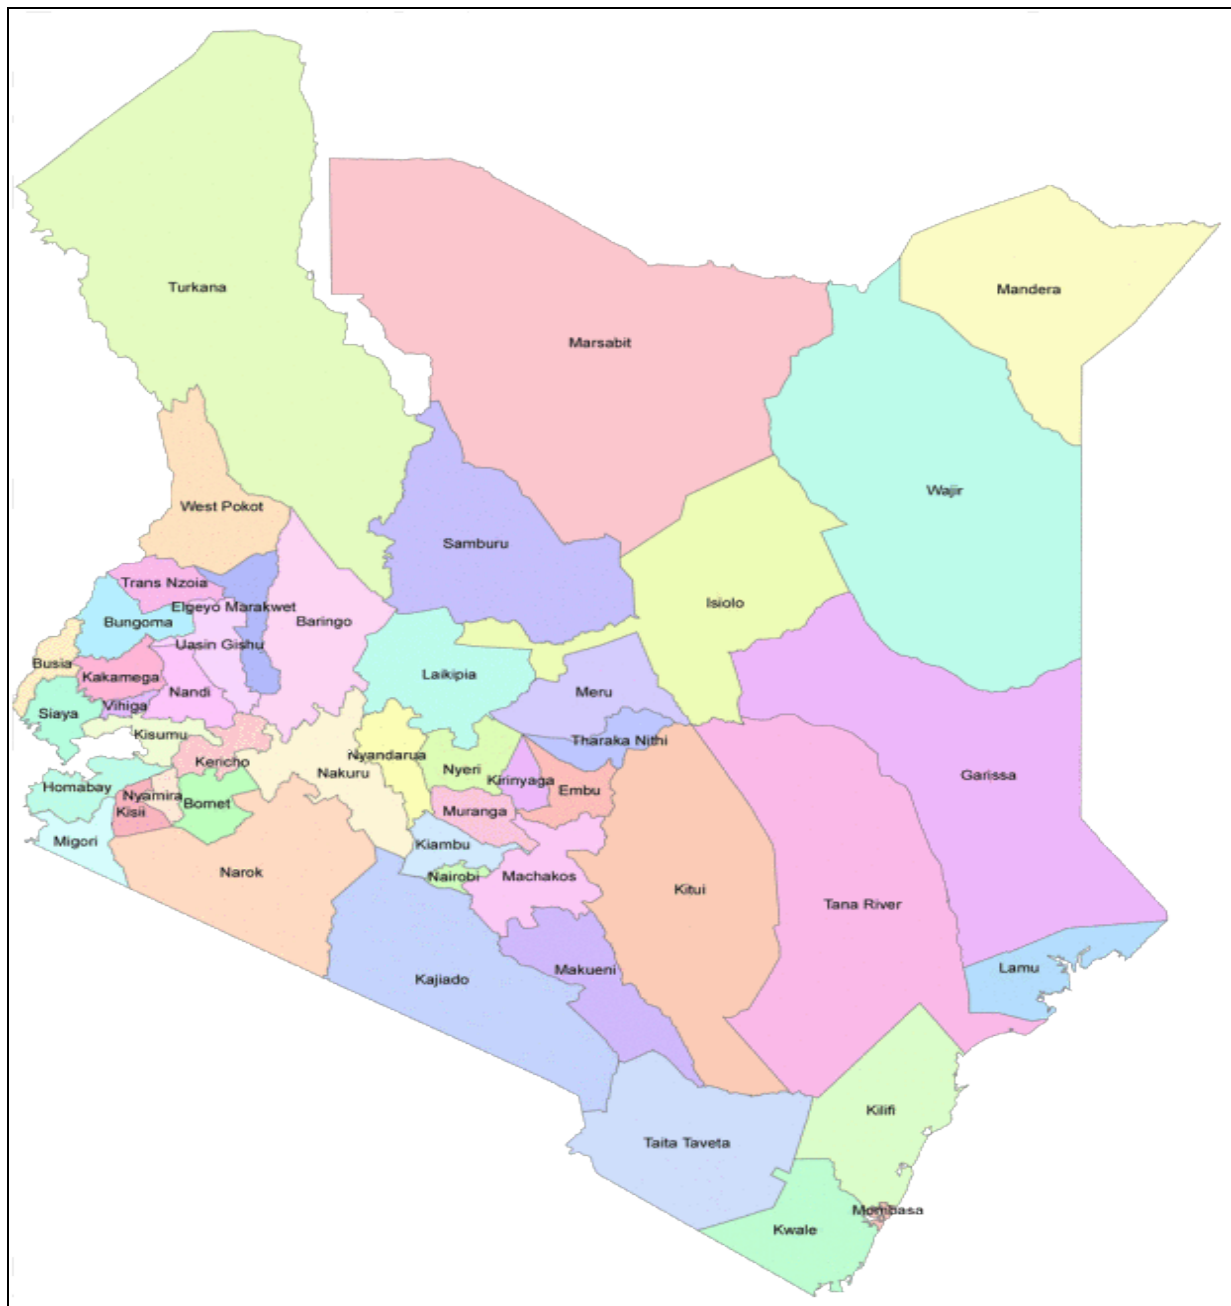 Turkana
Mandera
Marsabit
Wajir
West Pokot
Samburu
Trans Nzoia
Isiolo
Elgeyo Marakwet
Bungoma
Baringo
Uasin Gishu
Busia
Kakamega
Laikipia
Nandi
Meru
Vihiga
Siaya
Kisumu
Tharaka Nithi
Nyandarua
Kericho
Nyeri
Nakuru
Garissa
Kirinyaga
Homabay
Embu
Nyamira
Bomet
Kisii
Muranga
Migori
Kiambu
Narok
Nairobi
Machakos
Kitui
Tana River
Lamu
Makueni
Kajiado
Kilifi
Taita Taveta
Mombasa
Kwale